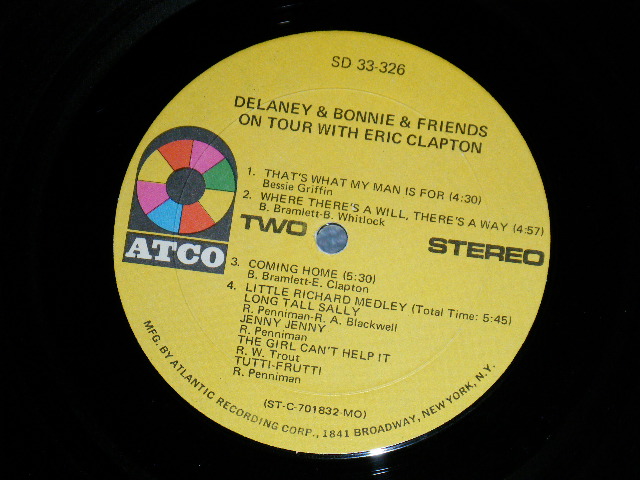 SD 33-326
DELANEY & BONNIE & FRIENDS
ON TOUR WITH ERIC CLAPTON
1. THAT'S WHAT MY MAN IS FOR (4:30)
Bessie Griffin
2. WHERE THERE'S A WILL, THERE'S A WAY (4:57)
B. Bramlett-B. Whitlock
ATCO
TWO
STEREO
3. COMING HOME (5:30)
B. Bramlett-E. Clapton
4. LITTLE RICHARD MEDLEY (Total Time: 5:45)
LONG TALL SALLY
R. Penniman-R. A. Blackwell
JENNY JENNY
R. Penniman
THE GIRL CAN'T HELP IT
R. W. Trout
TUTTI-FRUTTI
R. Penniman
(ST-C-701832-MO)
MFG. BY ATLANTIC RECORDING CORP., 1841 BROADWAY, NEW YORK, N.Y.